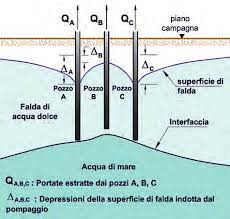 QA QB QC
piano
campagna
ΔB
ΔA ΔC
Pozzo A Pozzo B Pozzo C
superficie di
falda
Falda di
acqua dolce
Interfaccia
Acqua di mare
QA,B,C : Portate estratte dai pozzi A, B, C
ΔA,B,C : Depressioni della superficie di falda indotta dal
pompaggio